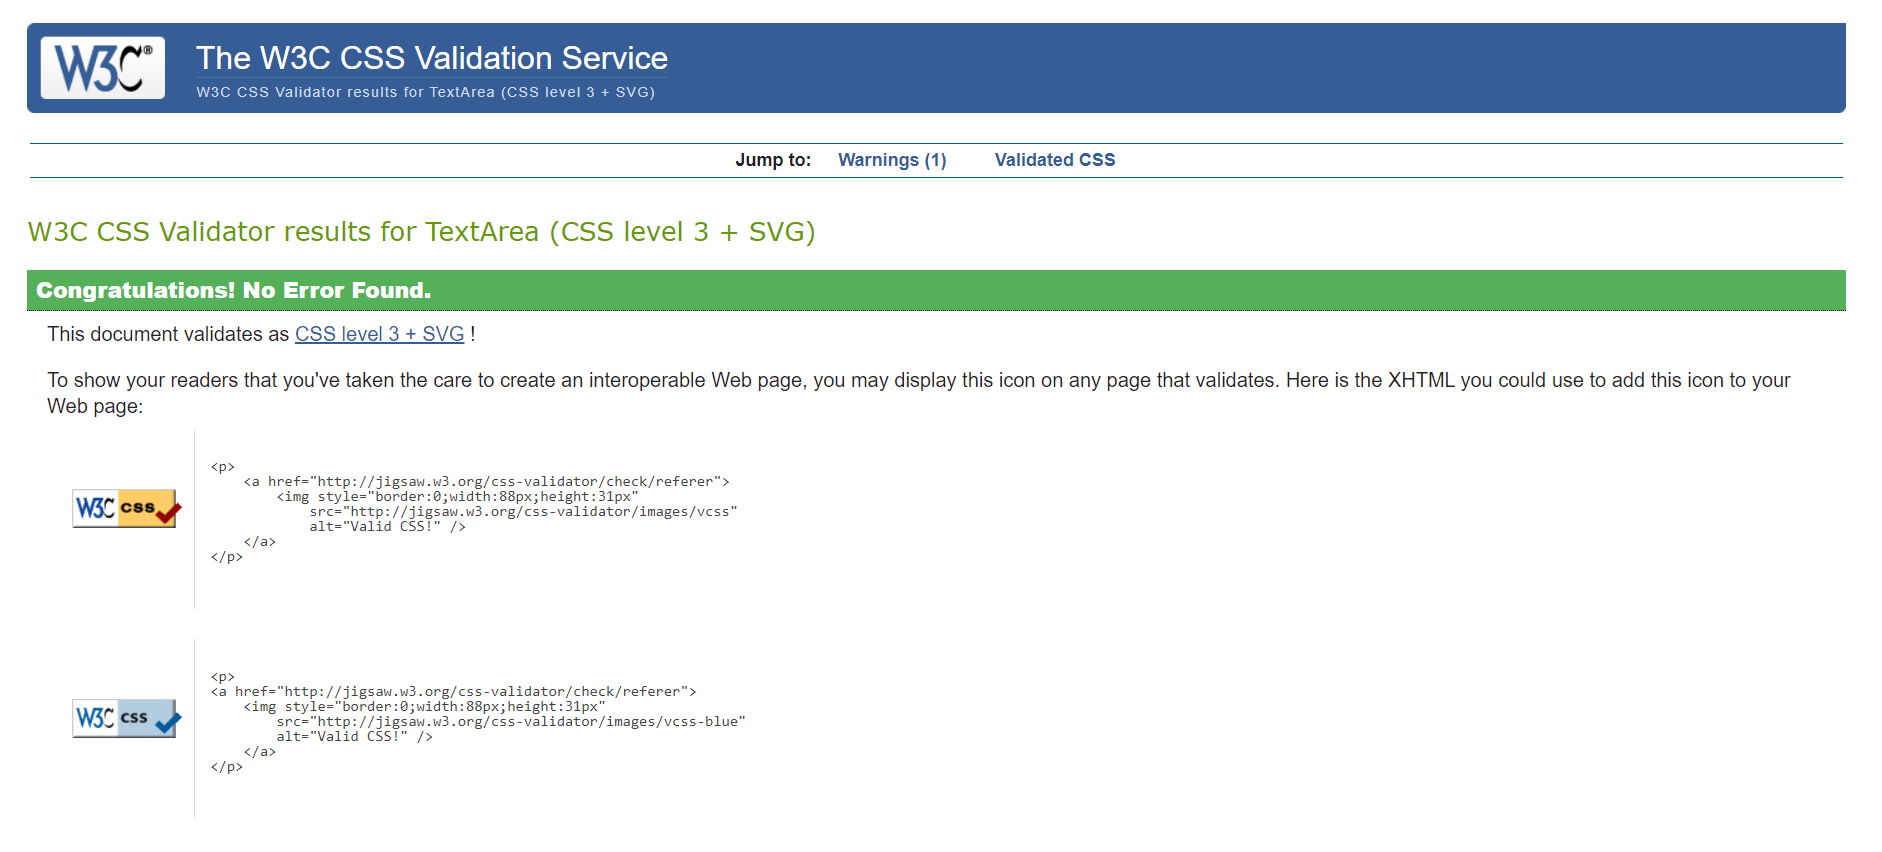 W3C®
The W3C CSS Validation Service
W3C CSS Validator results for TextArea (CSS level 3 + SVG)
Jump to: Warnings (1) Validated CSS
W3C CSS Validator results for TextArea (CSS level 3 + SVG)
Congratulations! No Error Found.
This document validates as CSS level 3 + SVG !
To show your readers that you've taken the care to create an interoperable Web page, you may display this icon on any page that validates. Here is the XHTML you could use to add this icon to your
Web page:
W3C css
<p>
    <a href="http://jigsaw.w3.org/css-validator/check/referer">
        <img style="border:0;width:88px;height:31px"
            src="http://jigsaw.w3.org/css-validator/images/vcss"
            alt="Valid CSS!" />
    </a>
</p>
W3C css
<p>
<a href="http://jigsaw.w3.org/css-validator/check/referer">
    <img style="border:0;width:88px;height:31px"
        src="http://jigsaw.w3.org/css-validator/images/vcss-blue"
        alt="Valid CSS!" />
    </a>
</p>